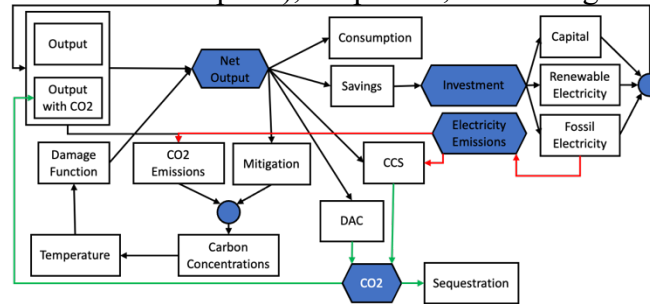 Output
Output
with CO2
Net
Output
Consumption
Savings
Investment
Capital
Renewable
Electricity
Fossil
Electricity
Electricity
Emissions
Damage
Function
CO2
Emissions
Mitigation
CCS
DAC
Temperature
Carbon
Concentrations
CO2
Sequestration